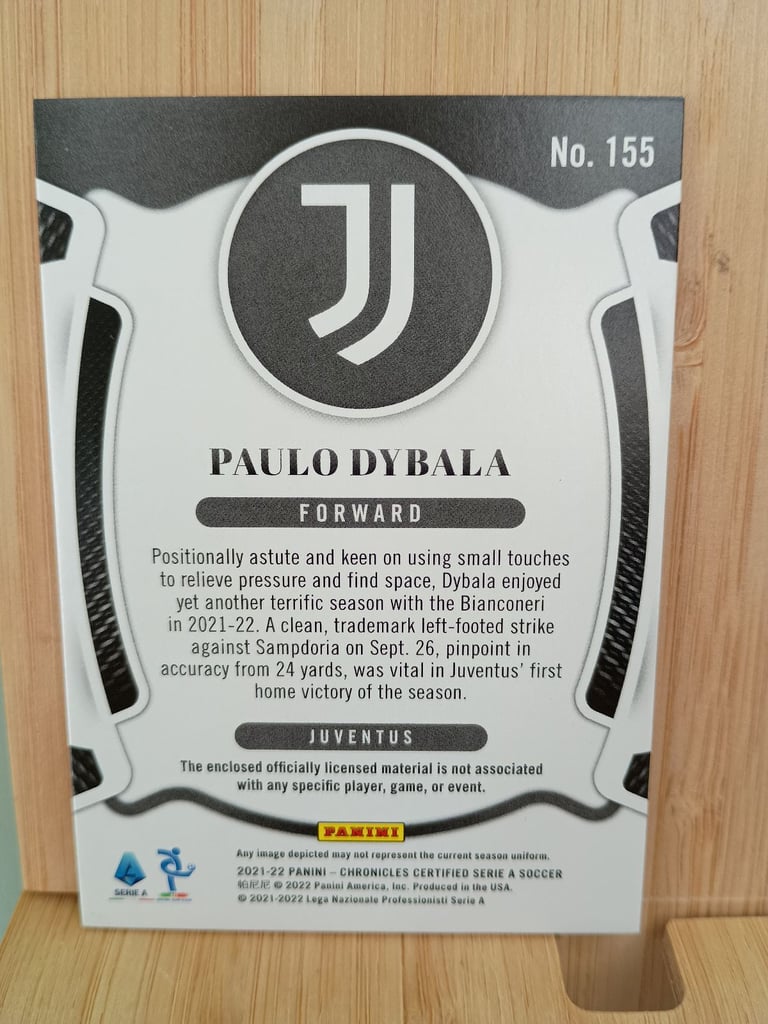 No. 155
PAULO DYBALA
FORWARD
Positionally astute and keen on using small touches
to relieve pressure and find space, Dybala enjoyed
yet another terrific season with the Bianconeri
in 2021-22. A clean, trademark left-footed strike
against Sampdoria on Sept. 26, pinpoint in
accuracy from 24 yards, was vital in Juventus' first
home victory of the season.
JUVENTUS
The enclosed officially licensed material is not associated
with any specific player, game, or event.
PANINI
Any image depicted may not represent the current season uniform.
2021-22 PANINI – CHRONICLES CERTIFIED SERIE A SOCCER
帕尼尼 © 2022 Panini America, Inc. Produced in the USA.
© 2021-2022 Lega Nazionale Professionisti Serie A
SERIE A